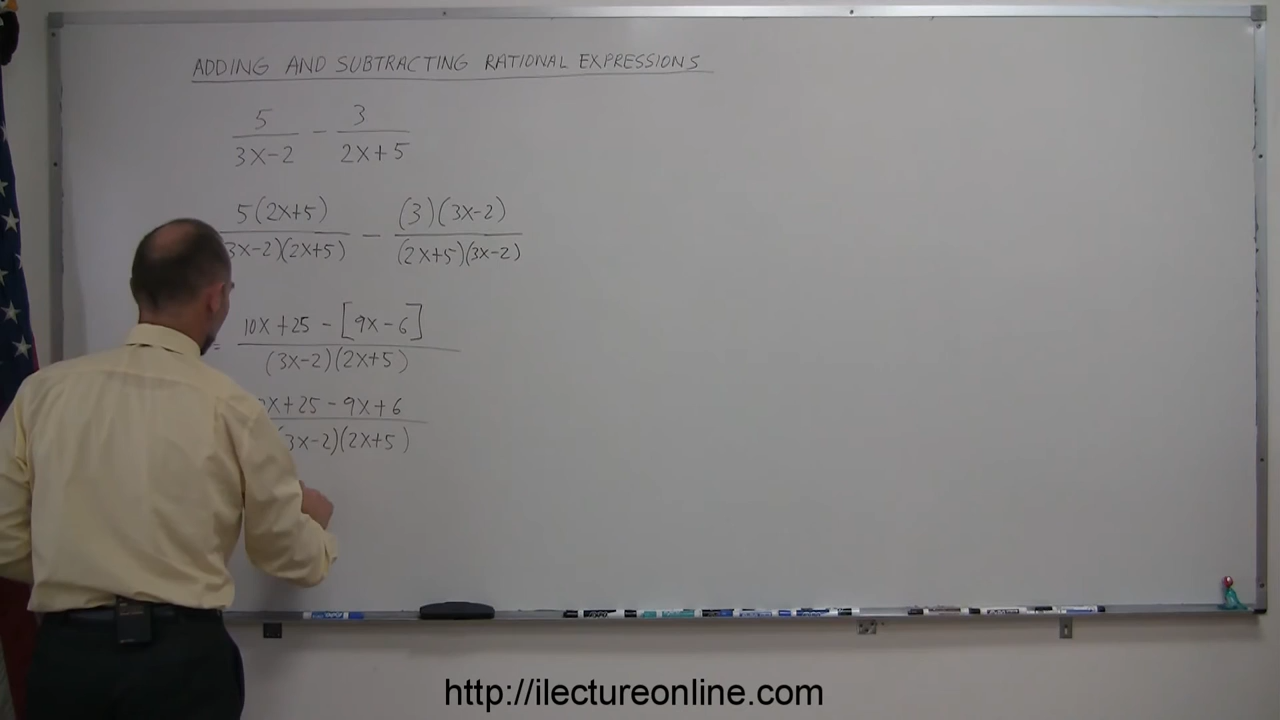 ADDING AND SUBTRACTING RATIONAL EXPRESSIONS
5 3
— - —
3X-2 2X+5
5(2X+5) (3)(3X-2)
— - —
3X-2)(2X+5) (2X+5)(3X-2)
10X+25-[9X-6]
=
(3X-2)(2X+5)
X+25-9X+6
(3X-2)(2X+5)
http://ilectureonline.com